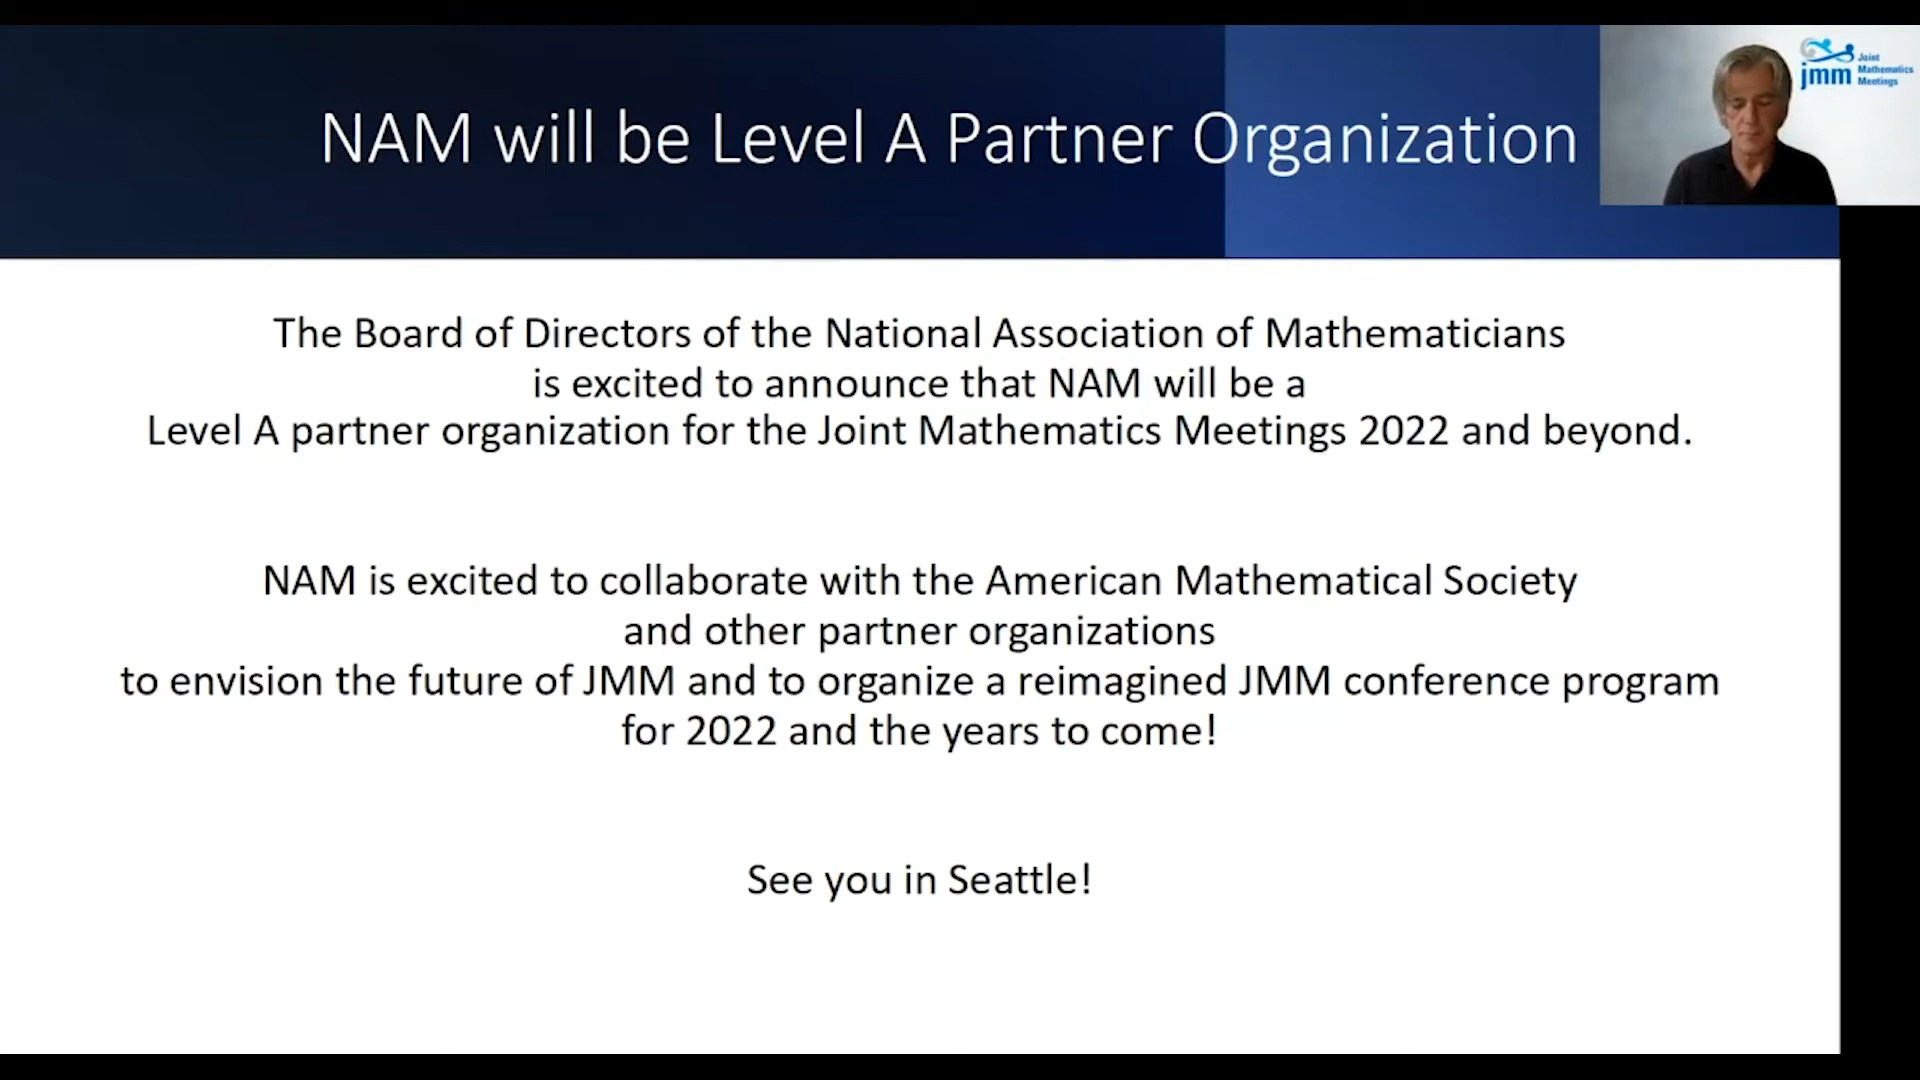 NAM will be Level A Partner Organization
jmm
Joint
Mathematics
Meetings
The Board of Directors of the National Association of Mathematicians
is excited to announce that NAM will be a
Level A partner organization for the Joint Mathematics Meetings 2022 and beyond.
NAM is excited to collaborate with the American Mathematical Society
and other partner organizations
to envision the future of JMM and to organize a reimagined JMM conference program
for 2022 and the years to come!
See you in Seattle!